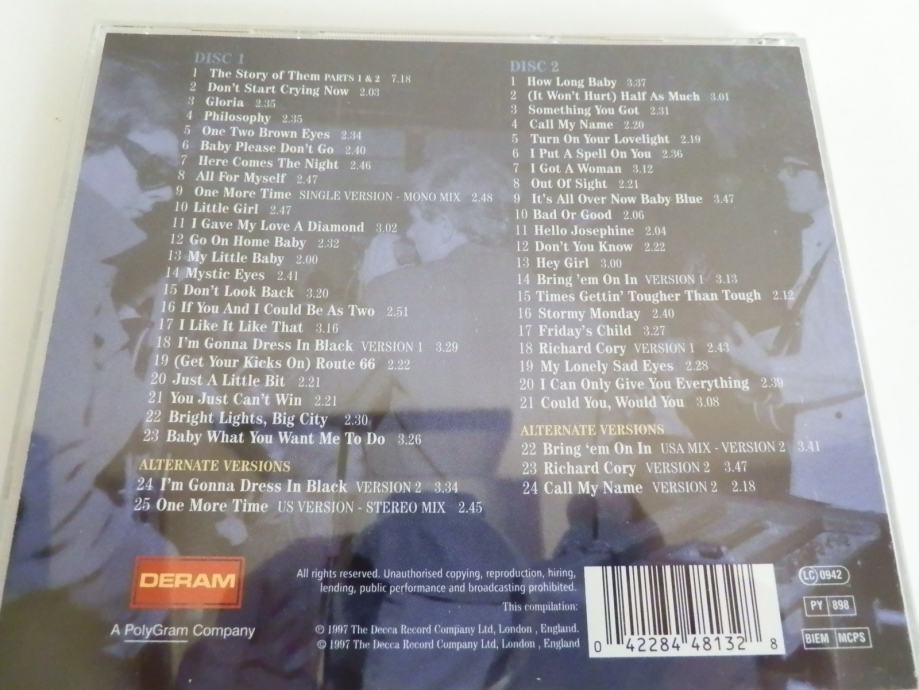 DISC 1
1 The Story of Them PARTS 1 & 2 7.18
2 Don't Start Crying Now 2.03
3 Gloria 2.35
4 Philosophy 2.35
5 One Two Brown Eyes 2.34
6 Baby Please Don't Go 2.40
7 Here Comes The Night 2.46
8 All For Myself 2.47
9 One More Time SINGLE VERSION - MONO MIX 2.48
10 Little Girl 2.47
11 I Gave My Love A Diamond 3.02
12 Go On Home Baby 2.32
13 My Little Baby 2.00
14 Mystic Eyes 2.41
15 Don't Look Back 3.20
16 If You And I Could Be As Two 2.51
17 I Like It Like That 3.16
18 I'm Gonna Dress In Black VERSION 1 3.29
19 (Get Your Kicks On) Route 66 2.22
20 Just A Little Bit 2.21
21 You Just Can't Win 2.21
22 Bright Lights, Big City 2.30
23 Baby What You Want Me To Do 3.26
ALTERNATE VERSIONS
24 I'm Gonna Dress In Black VERSION 2 3.34
25 One More Time US VERSION - STEREO MIX 2.45
DISC 2
1 How Long Baby 3.37
2 (It Won't Hurt) Half As Much 3.01
3 Something You Got 2.31
4 Call My Name 2.20
5 Turn On Your Lovelight 2.19
6 I Put A Spell On You 2.36
7 I Got A Woman 3.12
8 Out Of Sight 2.21
9 It's All Over Now Baby Blue 3.47
10 Bad Or Good 2.06
11 Hello Josephine 2.04
12 Don't You Know 2.22
13 Hey Girl 3.00
14 Bring 'em On In VERSION 1 3.13
15 Times Gettin' Tougher Than Tough 2.12
16 Stormy Monday 2.40
17 Friday's Child 3.27
18 Richard Cory VERSION 1 2.43
19 My Lonely Sad Eyes 2.28
20 I Can Only Give You Everything 2.39
21 Could You, Would You 3.08
ALTERNATE VERSIONS
22 Bring 'em On In USA MIX - VERSION 2 3.41
23 Richard Cory VERSION 2 3.47
24 Call My Name VERSION 2 2.18
DERAM
A PolyGram Company
All rights reserved. Unauthorised copying, reproduction, hiring,
lending, public performance and broadcasting prohibited.
This compilation:
℗ 1997 The Decca Record Company Ltd, London, England.
© 1997 The Decca Record Company Ltd, London, England
0 42284 48132 8
LC 0942
PY 898
BIEM MCPS